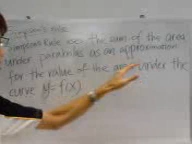 Simpson's Rule
Simpson's Rule uses the sum of the area
under parabolas as an approximation
for the value of the area under the
curve y = f(x)